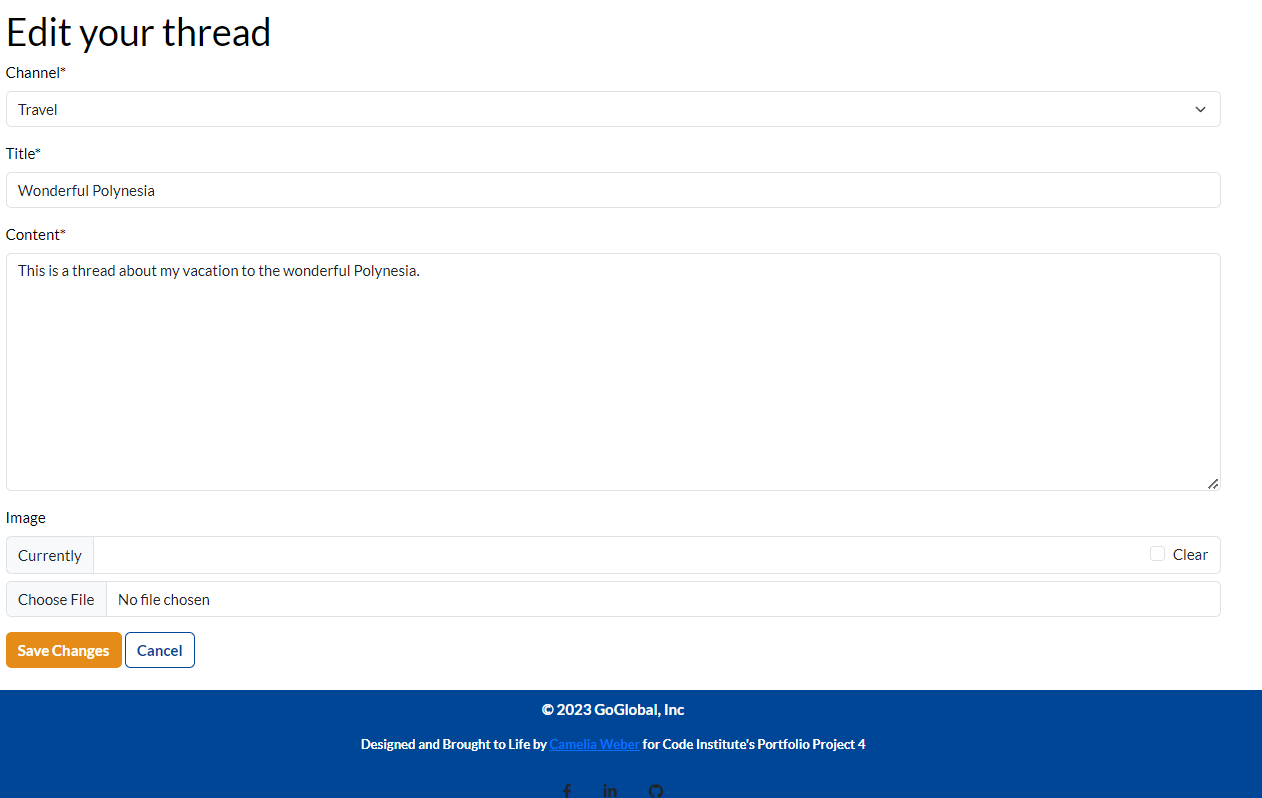 Edit your thread
Channel*
Travel
Title*
Wonderful Polynesia
Content*
This is a thread about my vacation to the wonderful Polynesia.
Image
Currently Clear
Choose File No file chosen
Save Changes Cancel
© 2023 GoGlobal, Inc
Designed and Brought to Life by Camelia Weber for Code Institute's Portfolio Project 4